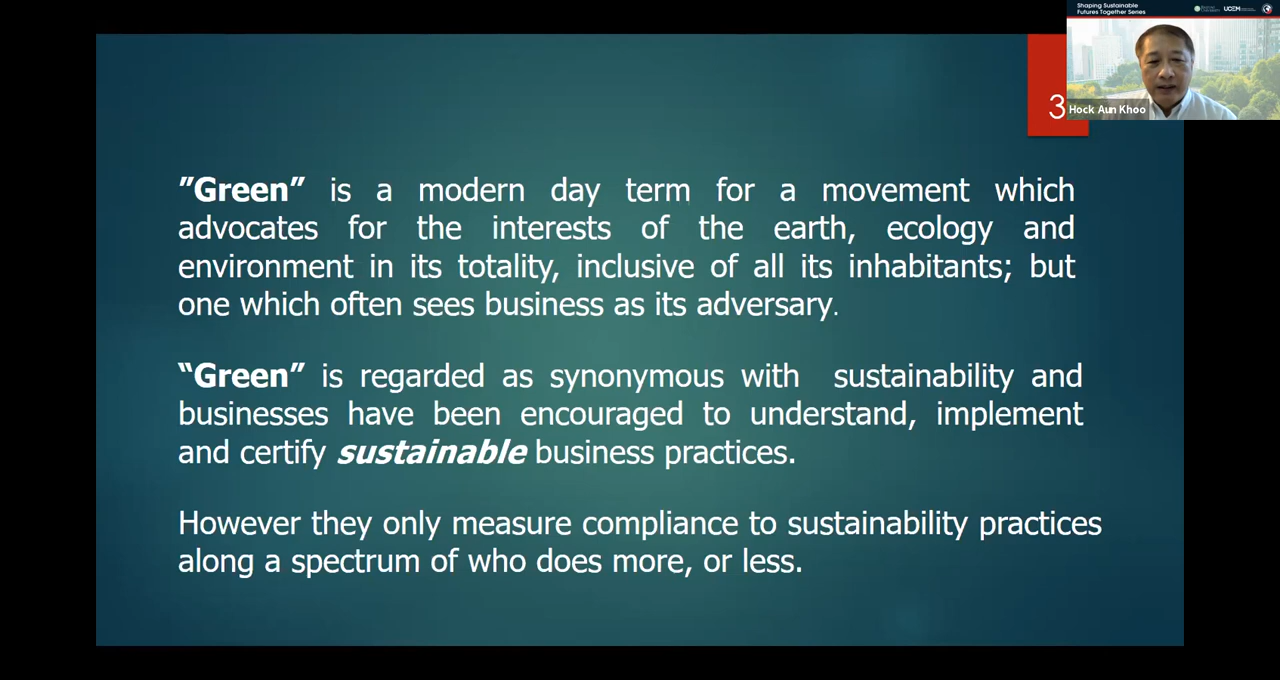 Shaping Sustainable
Futures Together Series
UCEM
3
Hock Aun Khoo
”Green” is a modern day term for a movement which
advocates for the interests of the earth, ecology and
environment in its totality, inclusive of all its inhabitants; but
one which often sees business as its adversary.
“Green” is regarded as synonymous with sustainability and
businesses have been encouraged to understand, implement
and certify sustainable business practices.
However they only measure compliance to sustainability practices
along a spectrum of who does more, or less.